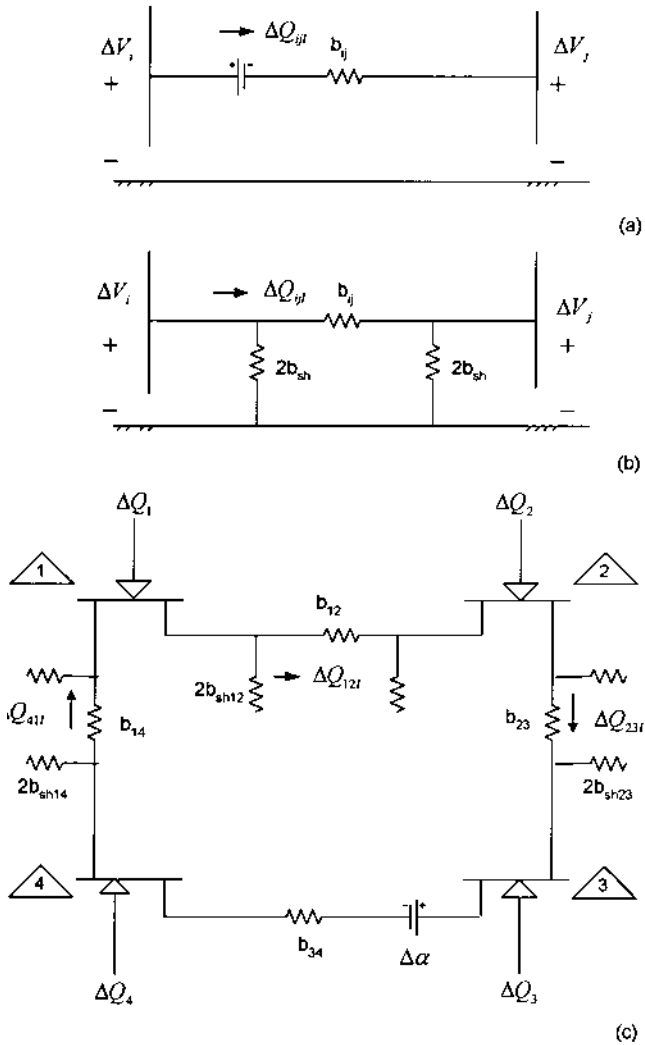 ΔQ_ijl
ΔV_i b_ij ΔV_j
+ + - +
- -
(a)
ΔV_i ΔQ_ijl b_ij ΔV_j
+ 2b_sh 2b_sh +
- -
(b)
ΔQ_1 ΔQ_2
1 2
b_12
2b_sh12 ΔQ_12l
Q_41l b_14 b_23 ΔQ_23l
2b_sh14 2b_sh23
4 3
- +
b_34 Δα
ΔQ_4 ΔQ_3
(c)